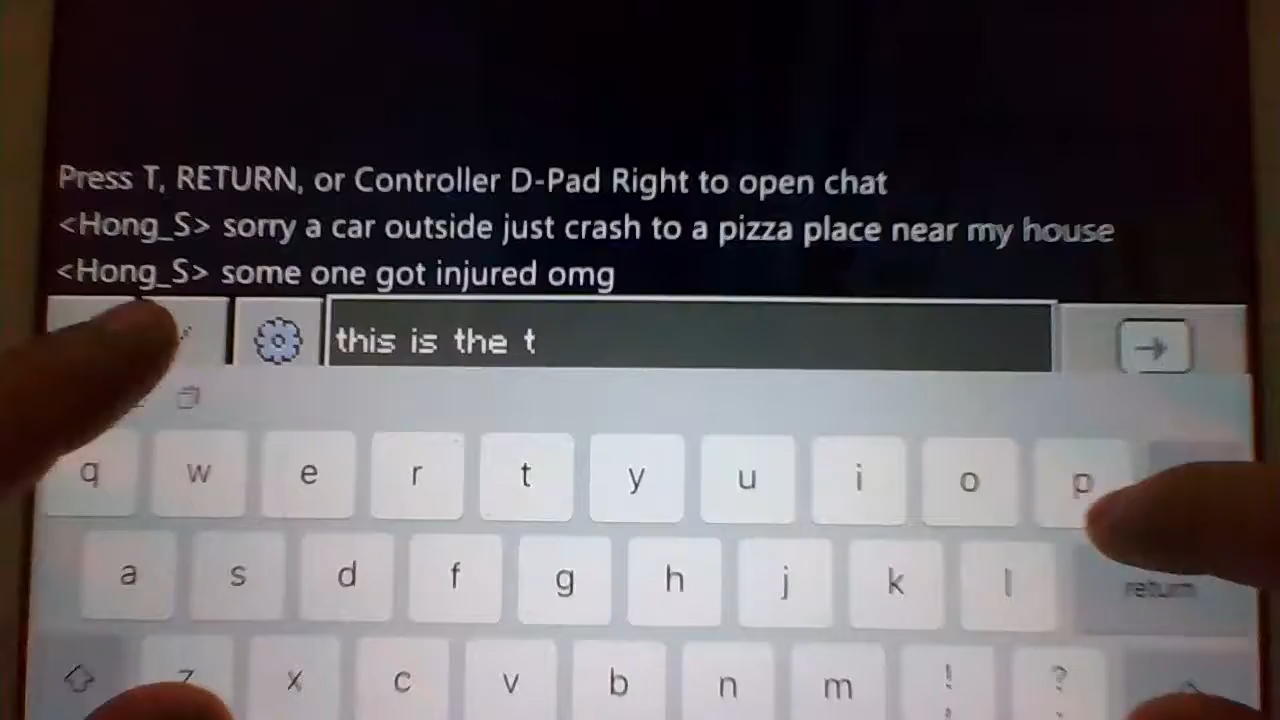 Press T, RETURN, or Controller D-Pad Right to open chat
<Hong_S> sorry a car outside just crash to a pizza place near my house
<Hong_S> some one got injured omg
this is the t
q w e r t y u i o p
a s d f g h j k l return
z x c v b n m ! ?